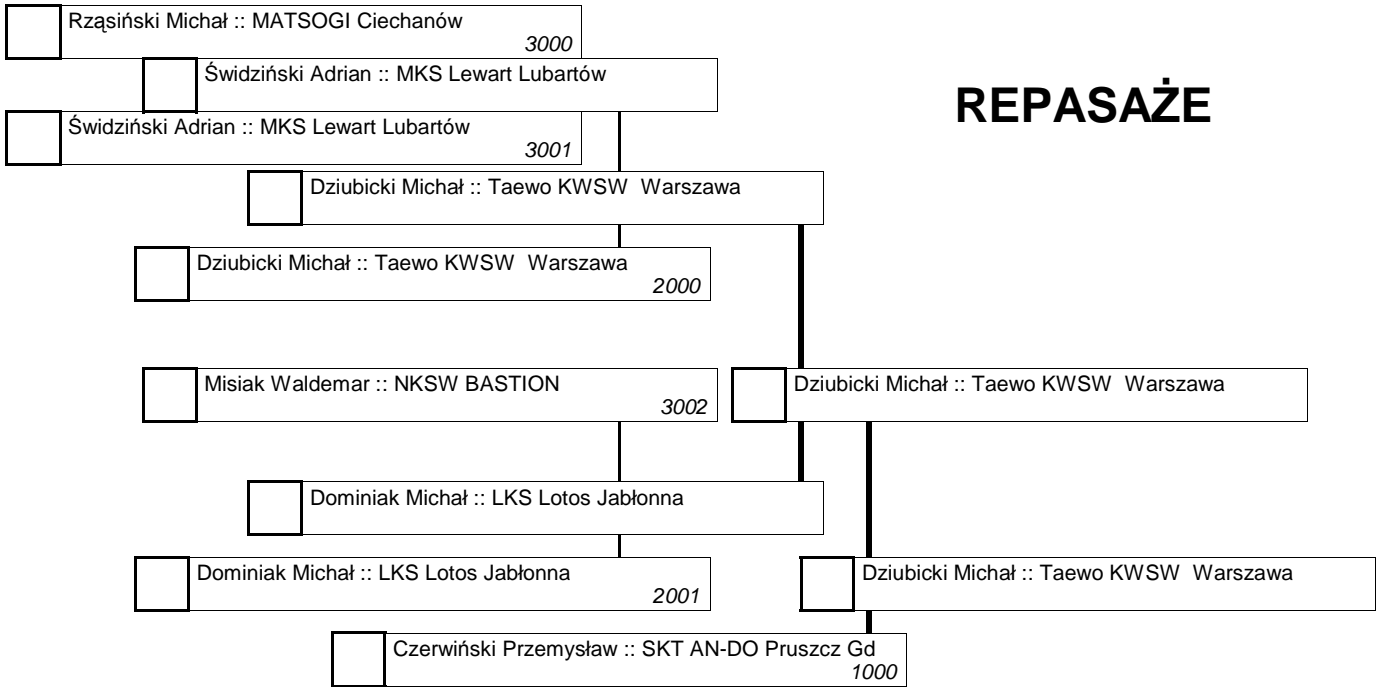 Rząsiński Michał :: MATSOGI Ciechanów
3000
Świdziński Adrian :: MKS Lewart Lubartów
REPASAŻE
Świdziński Adrian :: MKS Lewart Lubartów
3001
Dziubicki Michał :: Taewo KWSW  Warszawa
Dziubicki Michał :: Taewo KWSW  Warszawa
2000
Misiak Waldemar :: NKSW BASTION
3002
Dziubicki Michał :: Taewo KWSW  Warszawa
Dominiak Michał :: LKS Lotos Jabłonna
Dominiak Michał :: LKS Lotos Jabłonna
2001
Dziubicki Michał :: Taewo KWSW  Warszawa
Czerwiński Przemysław :: SKT AN-DO Pruszcz Gd
1000